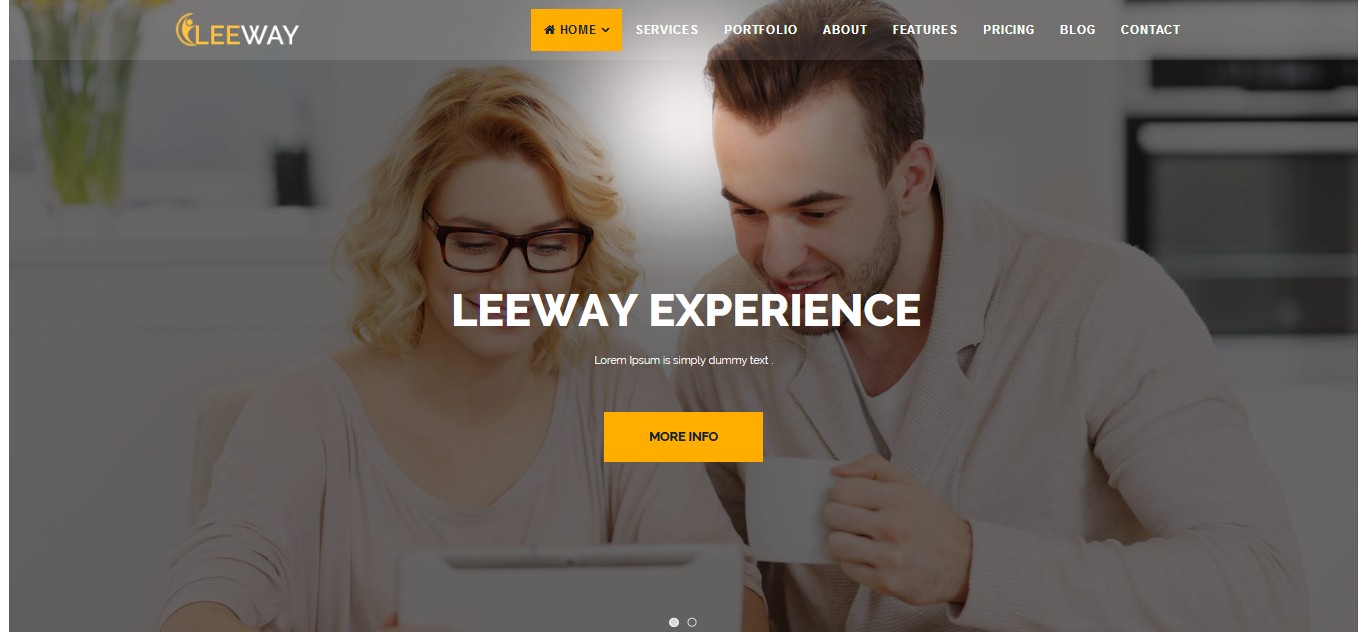 LEEWAY
HOME SERVICES PORTFOLIO ABOUT FEATURES PRICING BLOG CONTACT
LEEWAY EXPERIENCE
Lorem Ipsum is simply dummy text .
MORE INFO